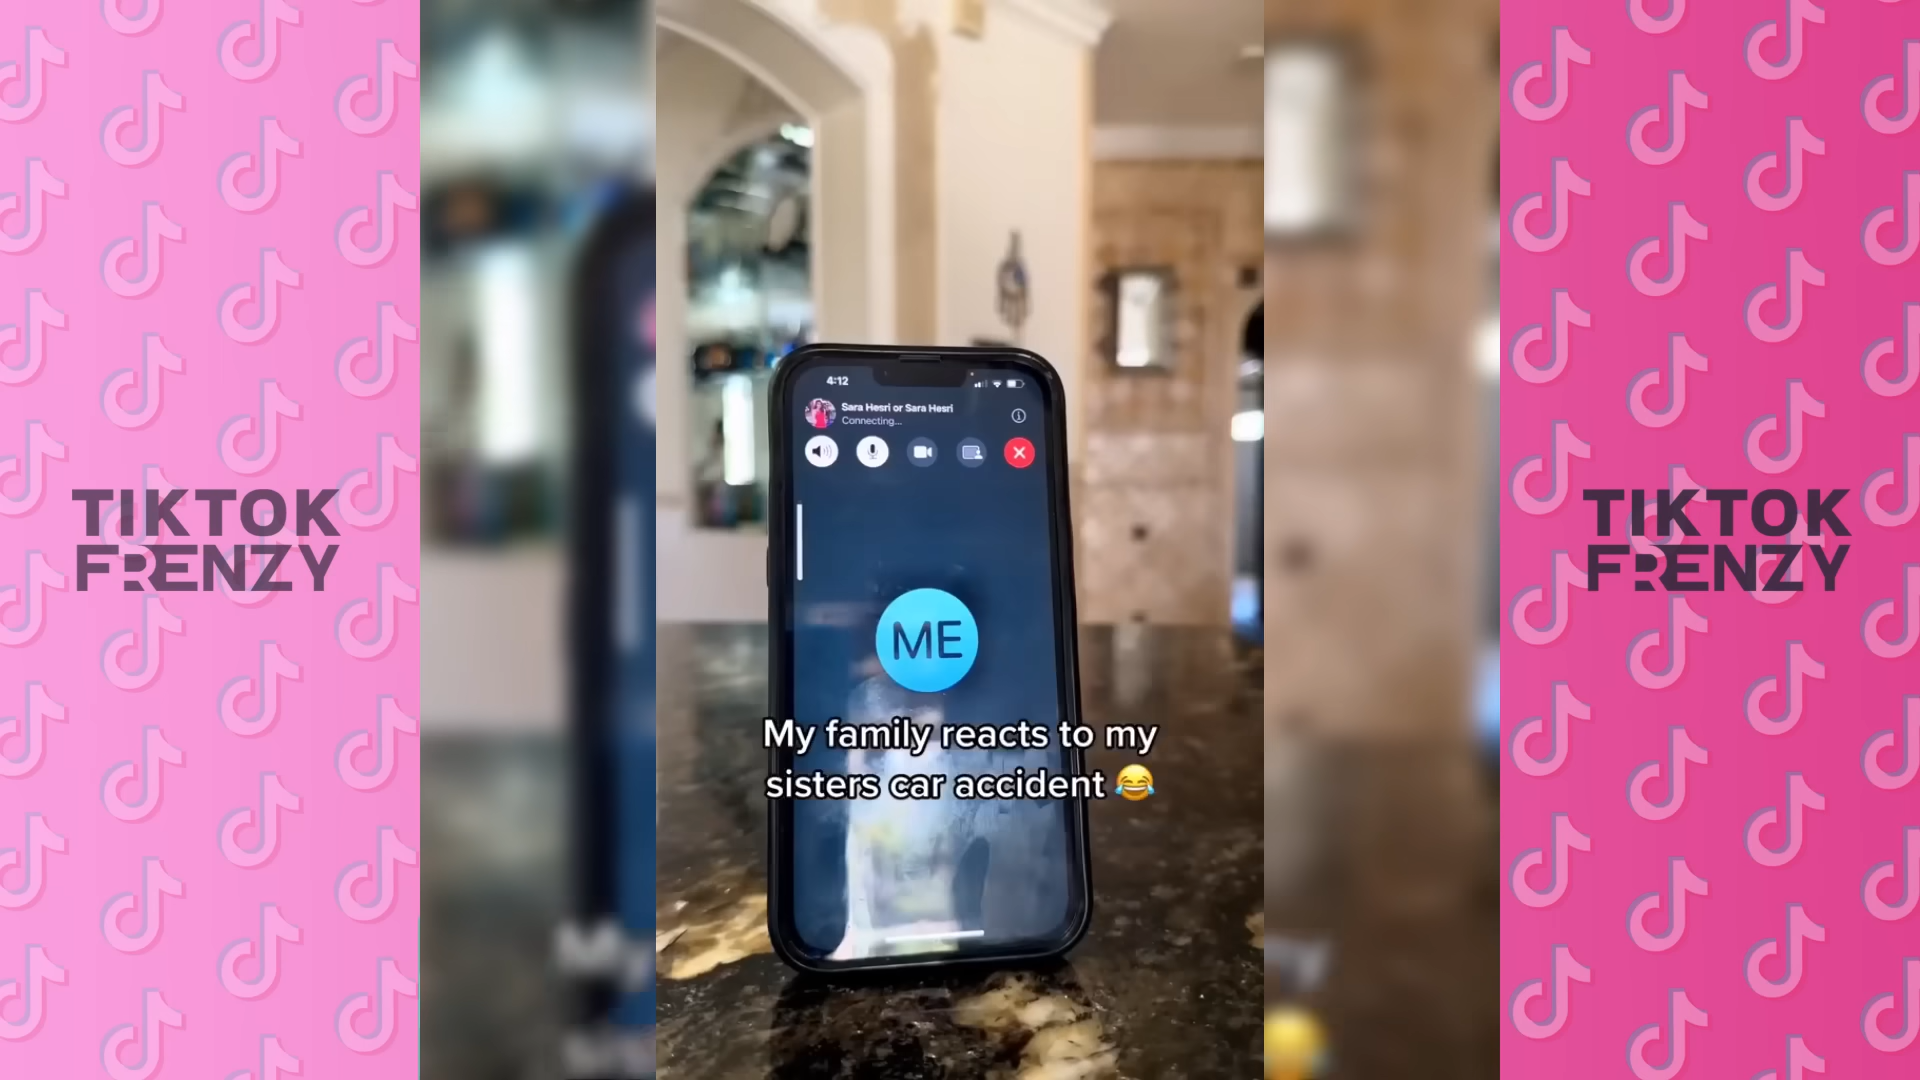 TIKTOK
FRENZY
4:12
Sara Hesri or Sara Hesri
Connecting...
ME
My family reacts to my
sisters car accident 😂
TIKTOK
FRENZY